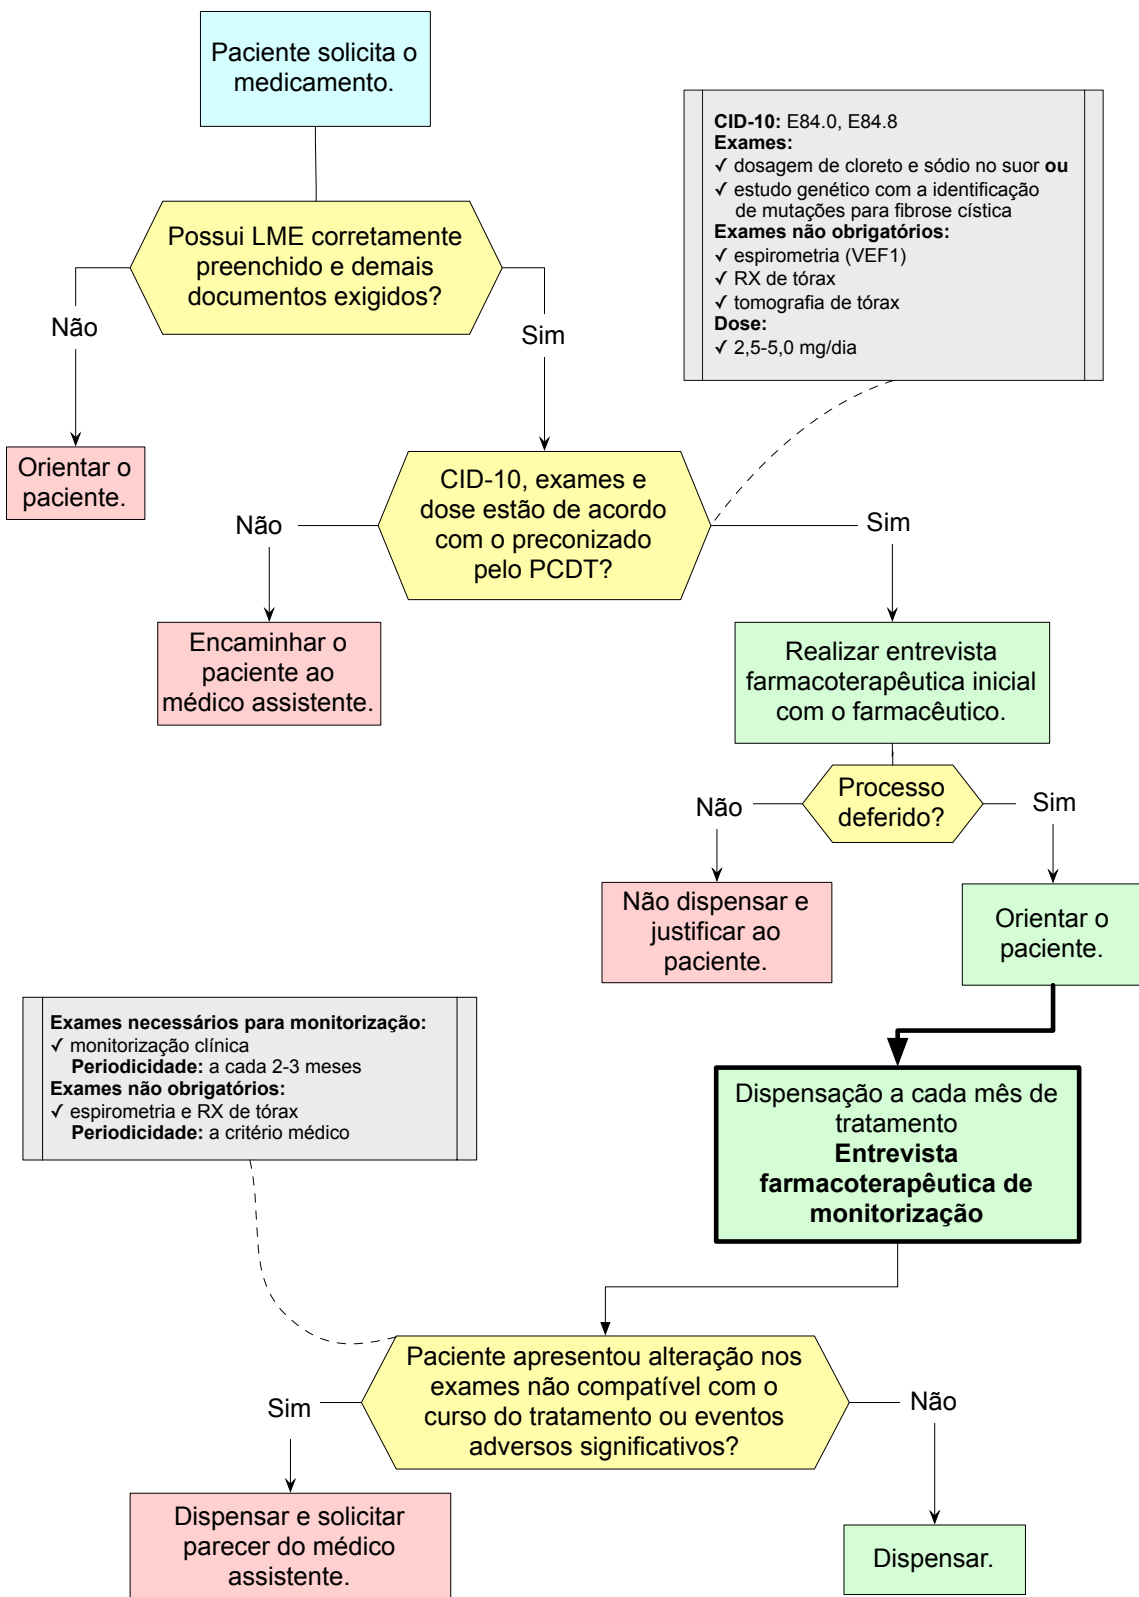 Paciente solicita o
medicamento.
CID-10: E84.0, E84.8
Exames:
✓ dosagem de cloreto e sódio no suor ou
✓ estudo genético com a identificação
de mutações para fibrose cística
Exames não obrigatórios:
✓ espirometria (VEF1)
✓ RX de tórax
✓ tomografia de tórax
Dose:
✓ 2,5-5,0 mg/dia
Possui LME corretamente
preenchido e demais
documentos exigidos?
Não
Sim
Orientar o
paciente.
CID-10, exames e
dose estão de acordo
com o preconizado
pelo PCDT?
Não
Sim
Encaminhar o
paciente ao
médico assistente.
Realizar entrevista
farmacoterapêutica inicial
com o farmacêutico.
Processo
deferido?
Não
Sim
Não dispensar e
justificar ao
paciente.
Orientar o
paciente.
Exames necessários para monitorização:
✓ monitorização clínica
Periodicidade: a cada 2-3 meses
Exames não obrigatórios:
✓ espirometria e RX de tórax
Periodicidade: a critério médico
Dispensação a cada mês de
tratamento
Entrevista
farmacoterapêutica de
monitorização
Paciente apresentou alteração nos
exames não compatível com o
curso do tratamento ou eventos
adversos significativos?
Sim
Não
Dispensar e solicitar
parecer do médico
assistente.
Dispensar.